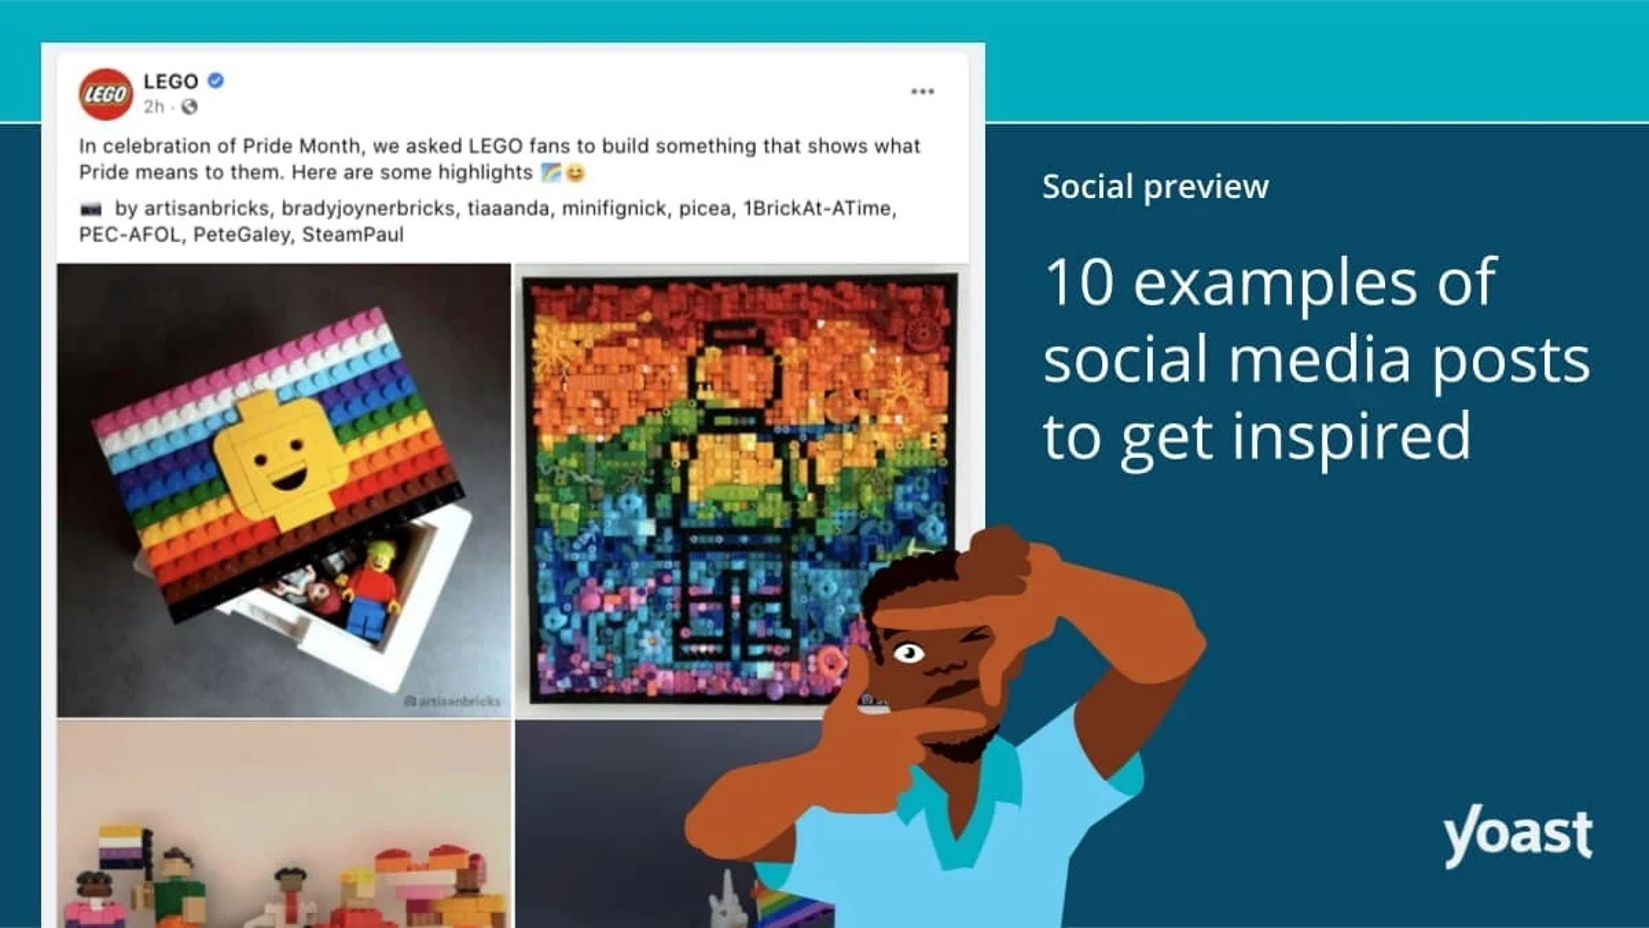 LEGO
LEGO
2h ·
In celebration of Pride Month, we asked LEGO fans to build something that shows what
Pride means to them. Here are some highlights 🌈😄
📷 by artisanbricks, bradyjoynerbricks, tiaaanda, minifignick, picea, 1BrickAt-ATime,
PEC-AFOL, PeteGaley, SteamPaul
artisanbricks
Social preview
10 examples of
social media posts
to get inspired
yoast